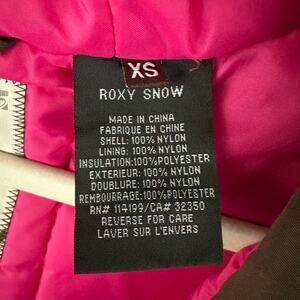 XS
ROXY SNOW
MADE IN CHINA
FABRIQUE EN CHINE
SHELL: 100% NYLON
LINING: 100% NYLON
INSULATION:100%POLYESTER
EXTERIEUR: 100% NYLON
DOUBLURE: 100% NYLON
REMBOURRAGE:100%POLYESTER
RN# 114199/CA# 32350
REVERSE FOR CARE
LAVER SUR L'ENVERS